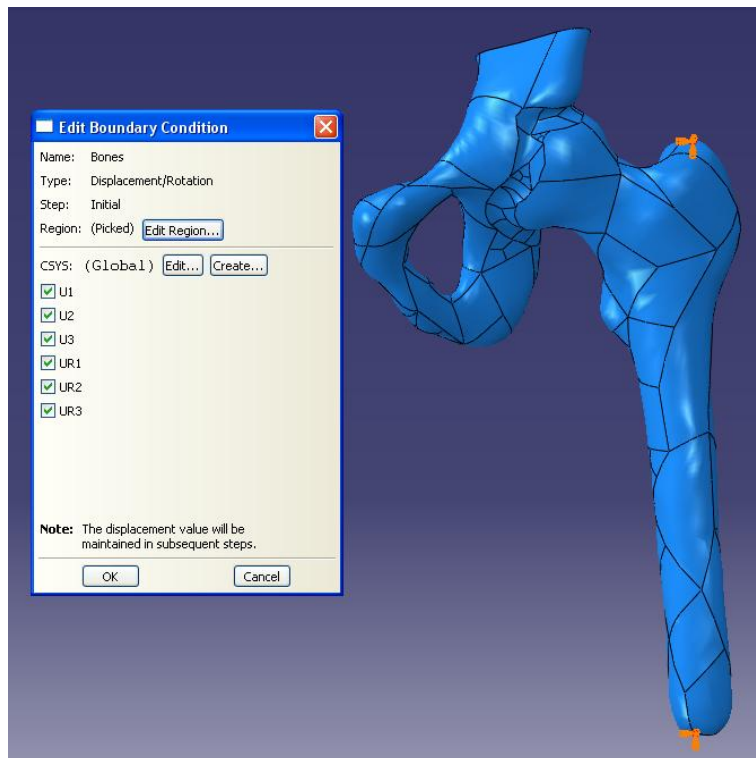 Edit Boundary Condition
Name: Bones
Type: Displacement/Rotation
Step: Initial
Region: (Picked) Edit Region...
CSYS: (Global) Edit... Create...
U1
U2
U3
UR1
UR2
UR3
Note: The displacement value will be
maintained in subsequent steps.
OK Cancel